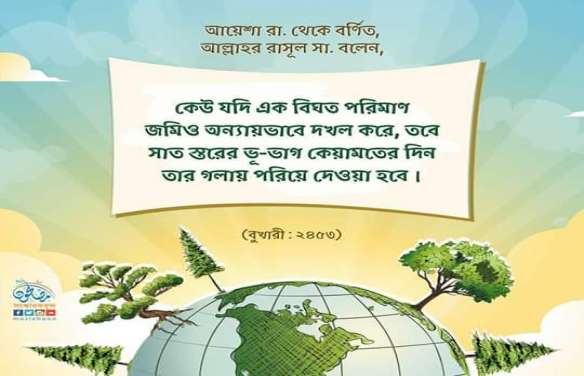 আয়েশা রা. থেকে বর্ণিত,
আল্লাহর রাসূল সা. বলেন,
কেউ যদি এক বিঘত পরিমাণ
জমিও অন্যায়ভাবে দখল করে, তবে
সাত স্তরের ভূ-ভাগ কেয়ামতের দিন
তার গলায় পরিয়ে দেওয়া হবে।
(বুখারী : ২৪৫৩)